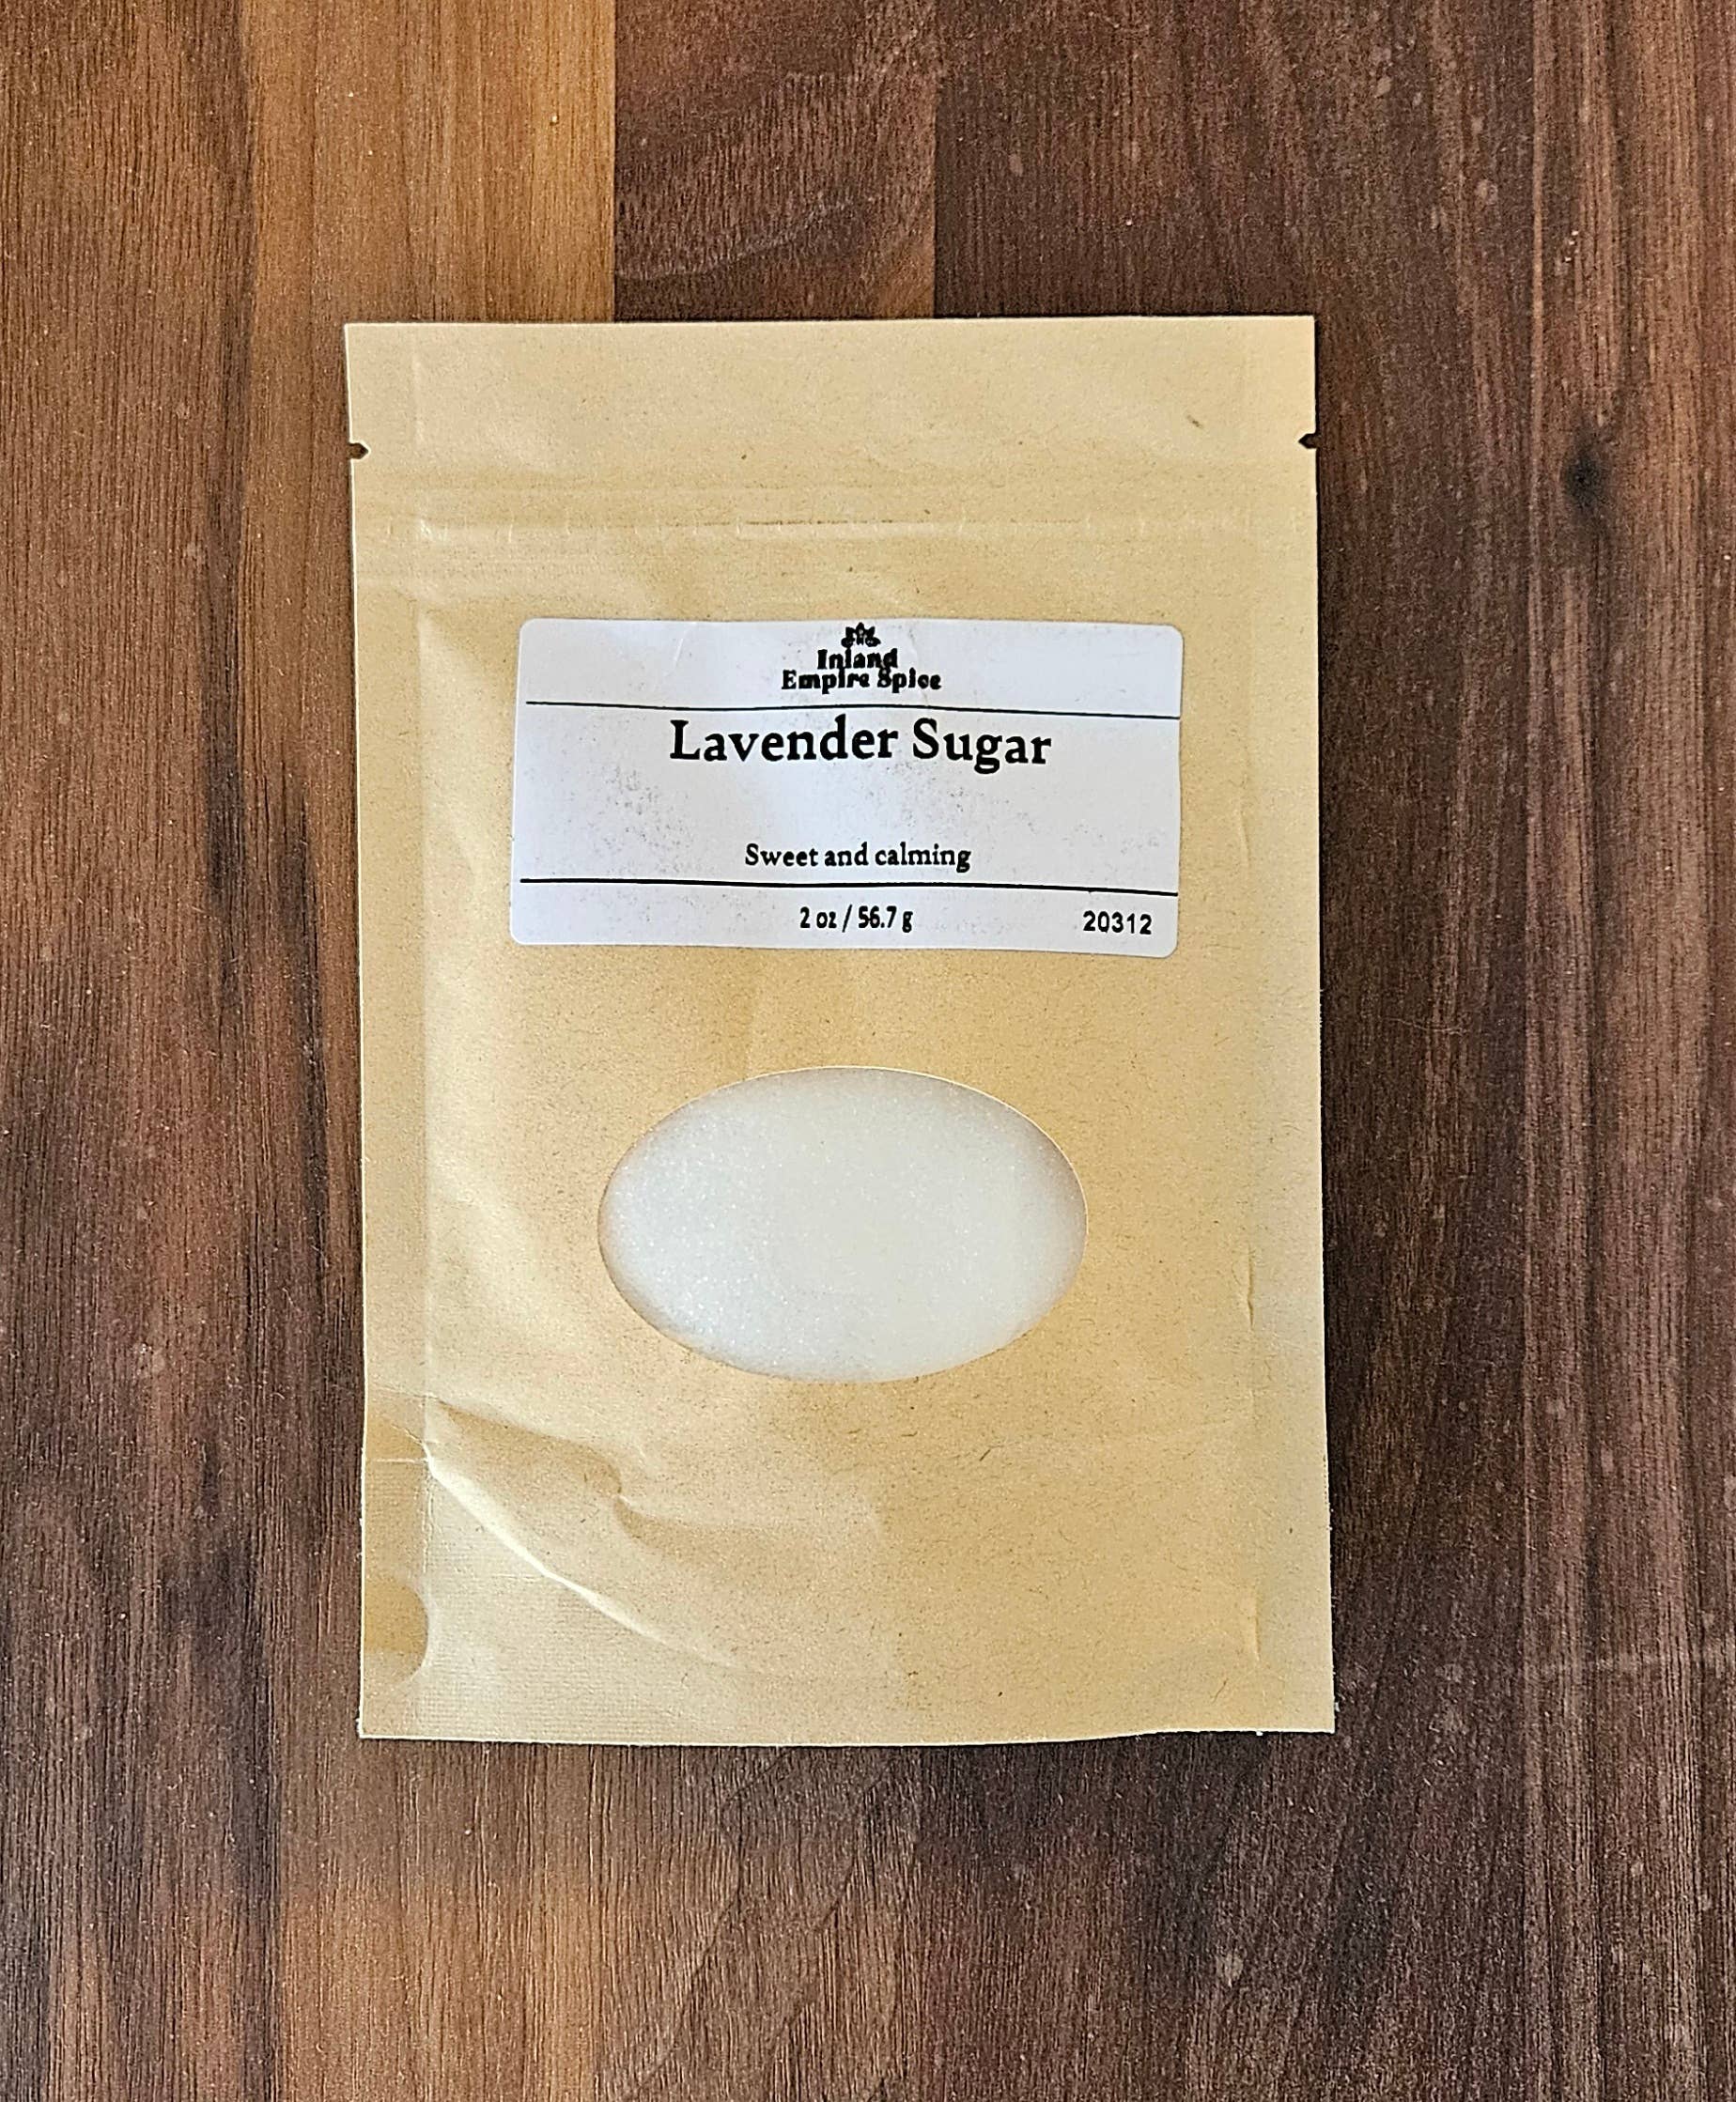 Inland
Empire Spice
Lavender Sugar
Sweet and calming
2 oz / 56.7 g 20312